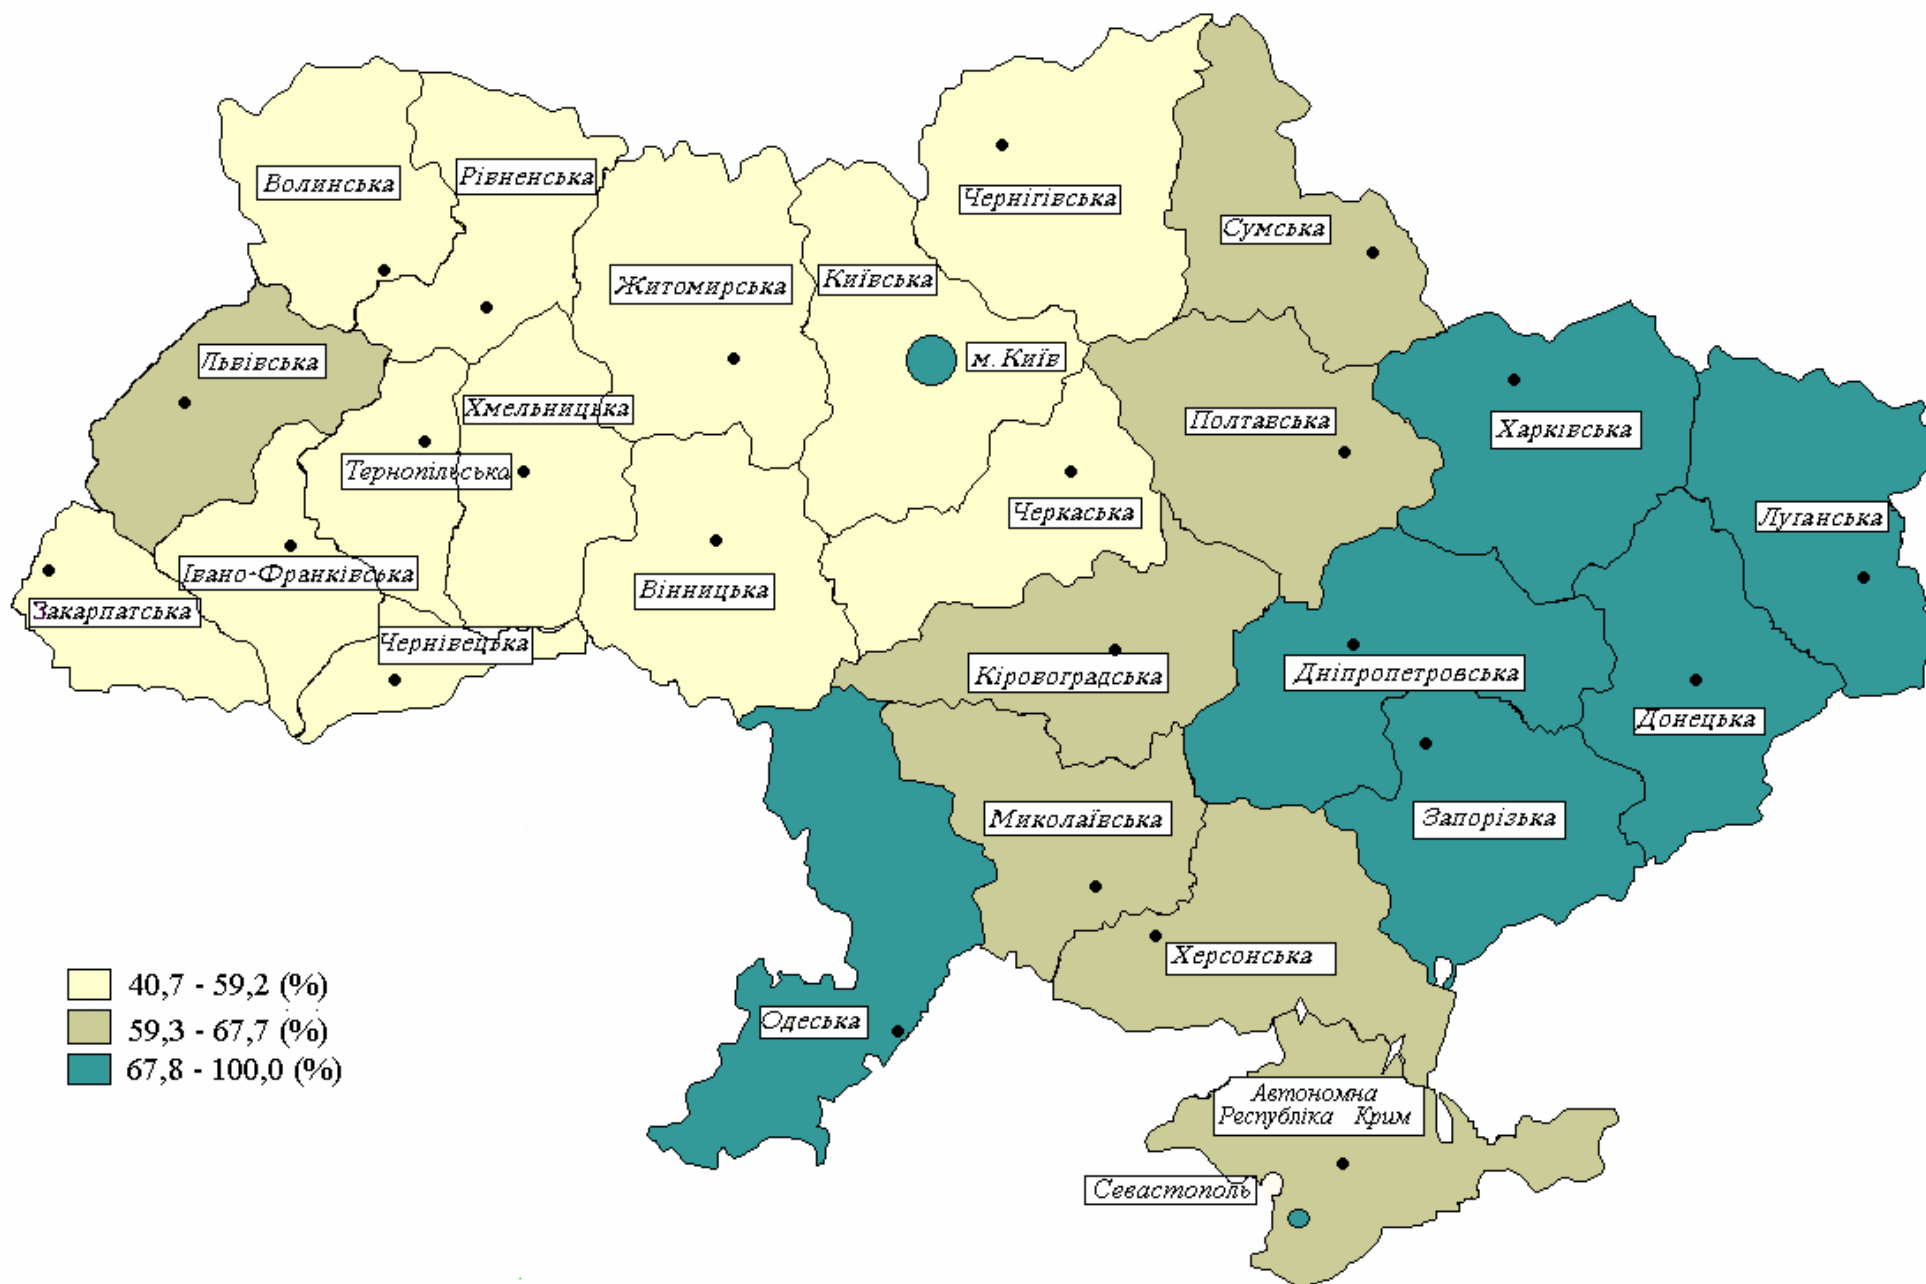 Волинська
Рівненська
Чернігівська
Сумська
Житомирська
Київська
м. Київ
Львівська
Хмельницька
Тернопільська
Полтавська
Харківська
Луганська
Черкаська
Івано-Франківська
Закарпатська
Вінницька
Чернівецька
Кіровоградська
Дніпропетровська
Донецька
Миколаївська
Запорізька
Херсонська
Одеська
Автономна
Республіка Крим
Севастополь
40,7 - 59,2 (%)
59,3 - 67,7 (%)
67,8 - 100,0 (%)